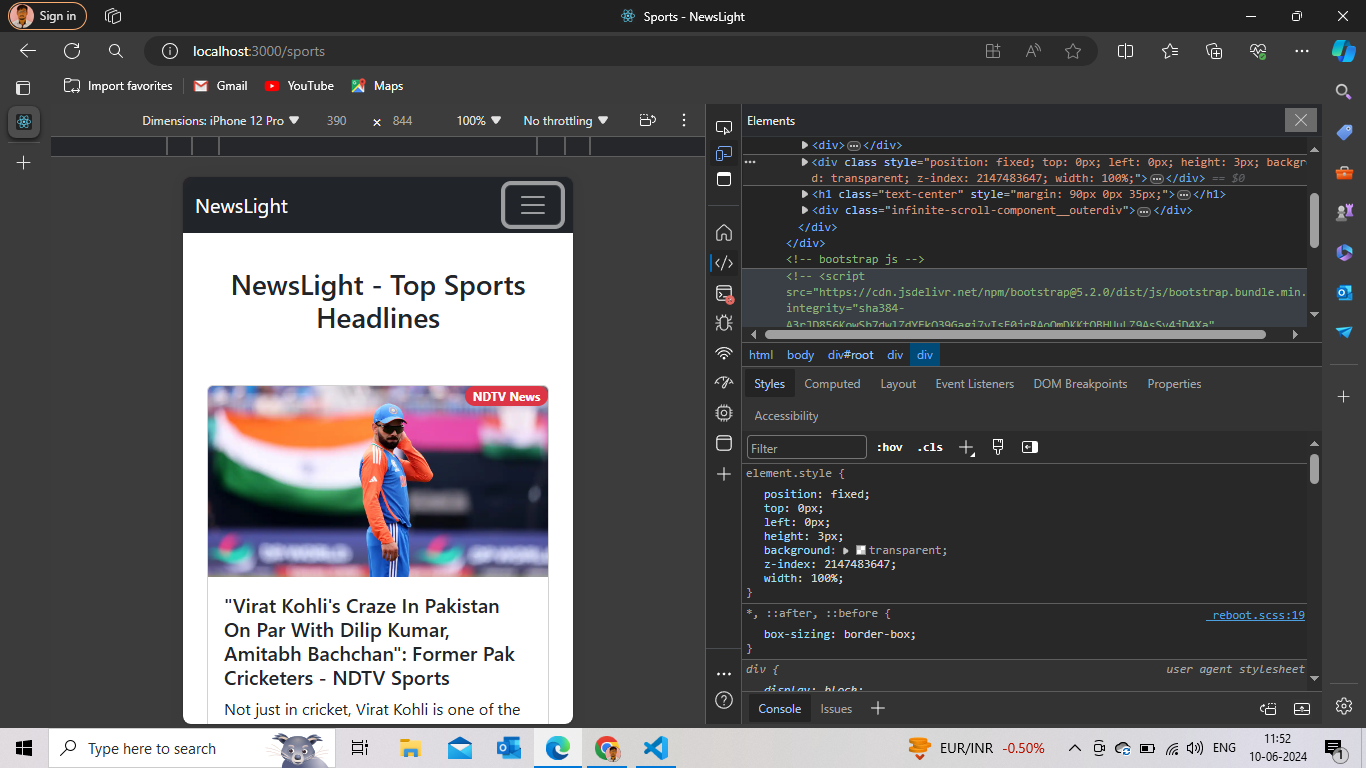 Sign in
Sports - NewsLight
localhost:3000/sports
Import favorites
Gmail
YouTube
Maps
Dimensions: iPhone 12 Pro ▼ 390 × 844 100% ▼ No throttling ▼
NewsLight
NewsLight - Top Sports
Headlines
NDTV News
"Virat Kohli's Craze In Pakistan
On Par With Dilip Kumar,
Amitabh Bachchan": Former Pak
Cricketers - NDTV Sports
Not just in cricket, Virat Kohli is one of the
Elements
<div>…</div>
<div class style="position: fixed; top: 0px; left: 0px; height: 3px; backgr
d: transparent; z-index: 2147483647; width: 100%;">…</div> == $0
<h1 class="text-center" style="margin: 90px 0px 35px;">…</h1>
<div class="infinite-scroll-component__outerdiv">…</div>
</div>
</div>
<!-- bootstrap js -->
<!-- <script
src="https://cdn.jsdelivr.net/npm/bootstrap@5.2.0/dist/js/bootstrap.bundle.min.
integrity="sha384-
html body div#root div div
Styles Computed Layout Event Listeners DOM Breakpoints Properties
Accessibility
Filter :hov .cls
element.style {
position: fixed;
top: 0px;
left: 0px;
height: 3px;
background: transparent;
z-index: 2147483647;
width: 100%;
}
*, ::after, ::before {
_reboot.scss:19
box-sizing: border-box;
}
div {
user agent stylesheet
display: block;
Console Issues
Type here to search
EUR/INR -0.50%
ENG
11:52
10-06-2024
1